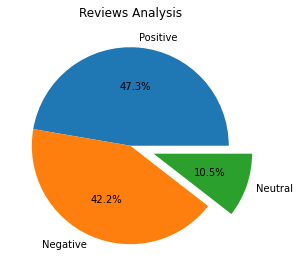 Reviews Analysis
Positive
47.3%
10.5%
Neutral
42.2%
Negative